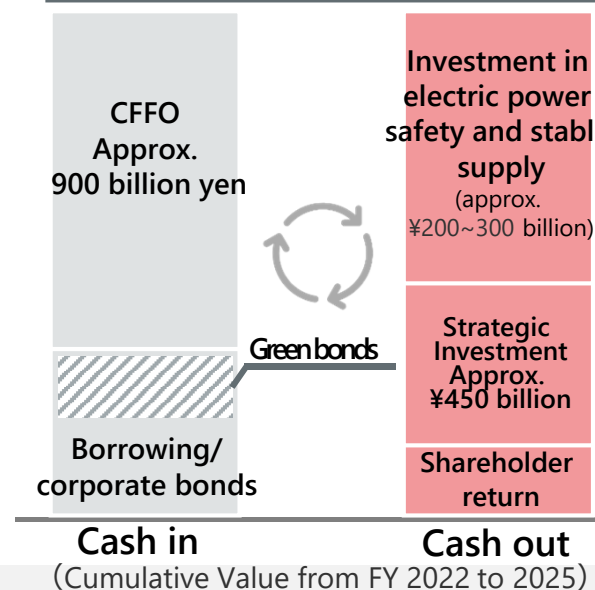 CFFO
Approx.
900 billion yen
Borrowing/
corporate bonds
Green bonds
Investment in
electric power
safety and stabl
supply
(approx.
¥200~300 billion)
Strategic
Investment
Approx.
¥450 billion
Shareholder
return
Cash in
Cash out
（Cumulative Value from FY 2022 to 2025）